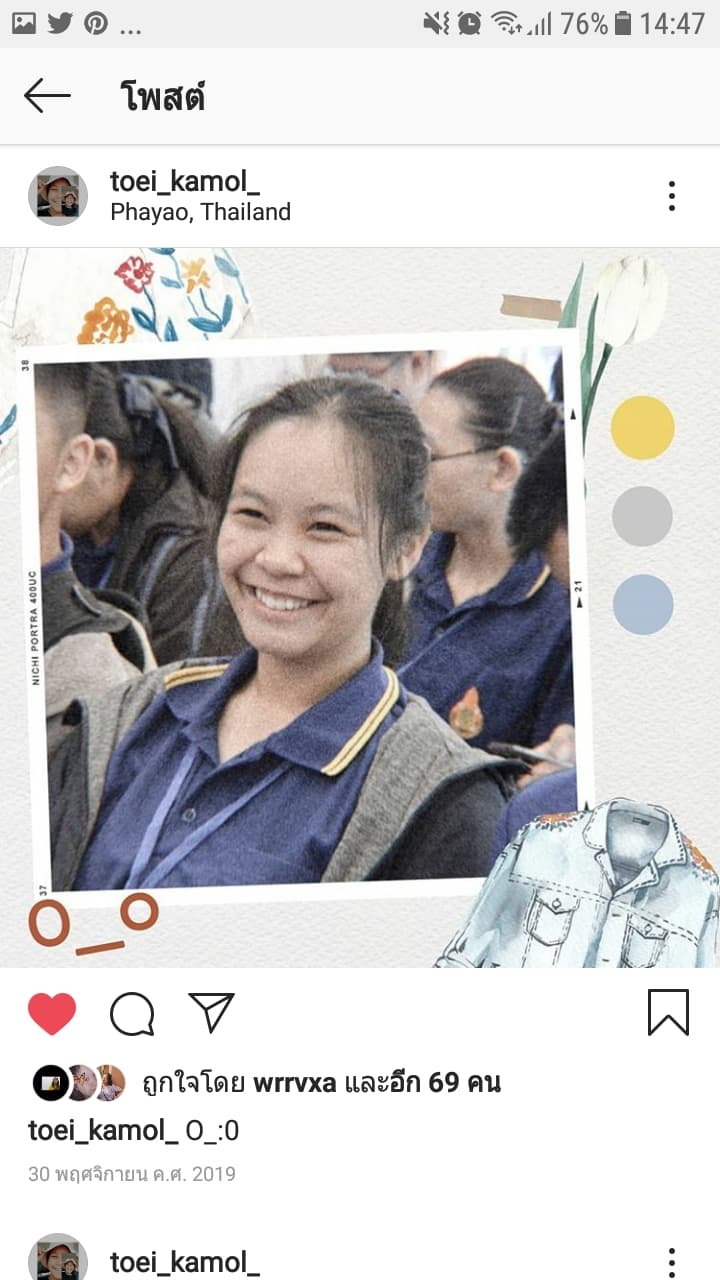 ... 76% 14:47
โพสต์
toei_kamol_
Phayao, Thailand
38
21
NICHI PORTRA 400UC
37
O_O
ถูกใจโดย wrrvxa และอีก 69 คน
toei_kamol_ O_:0
30 พฤศจิกายน ค.ศ. 2019
toei_kamol_